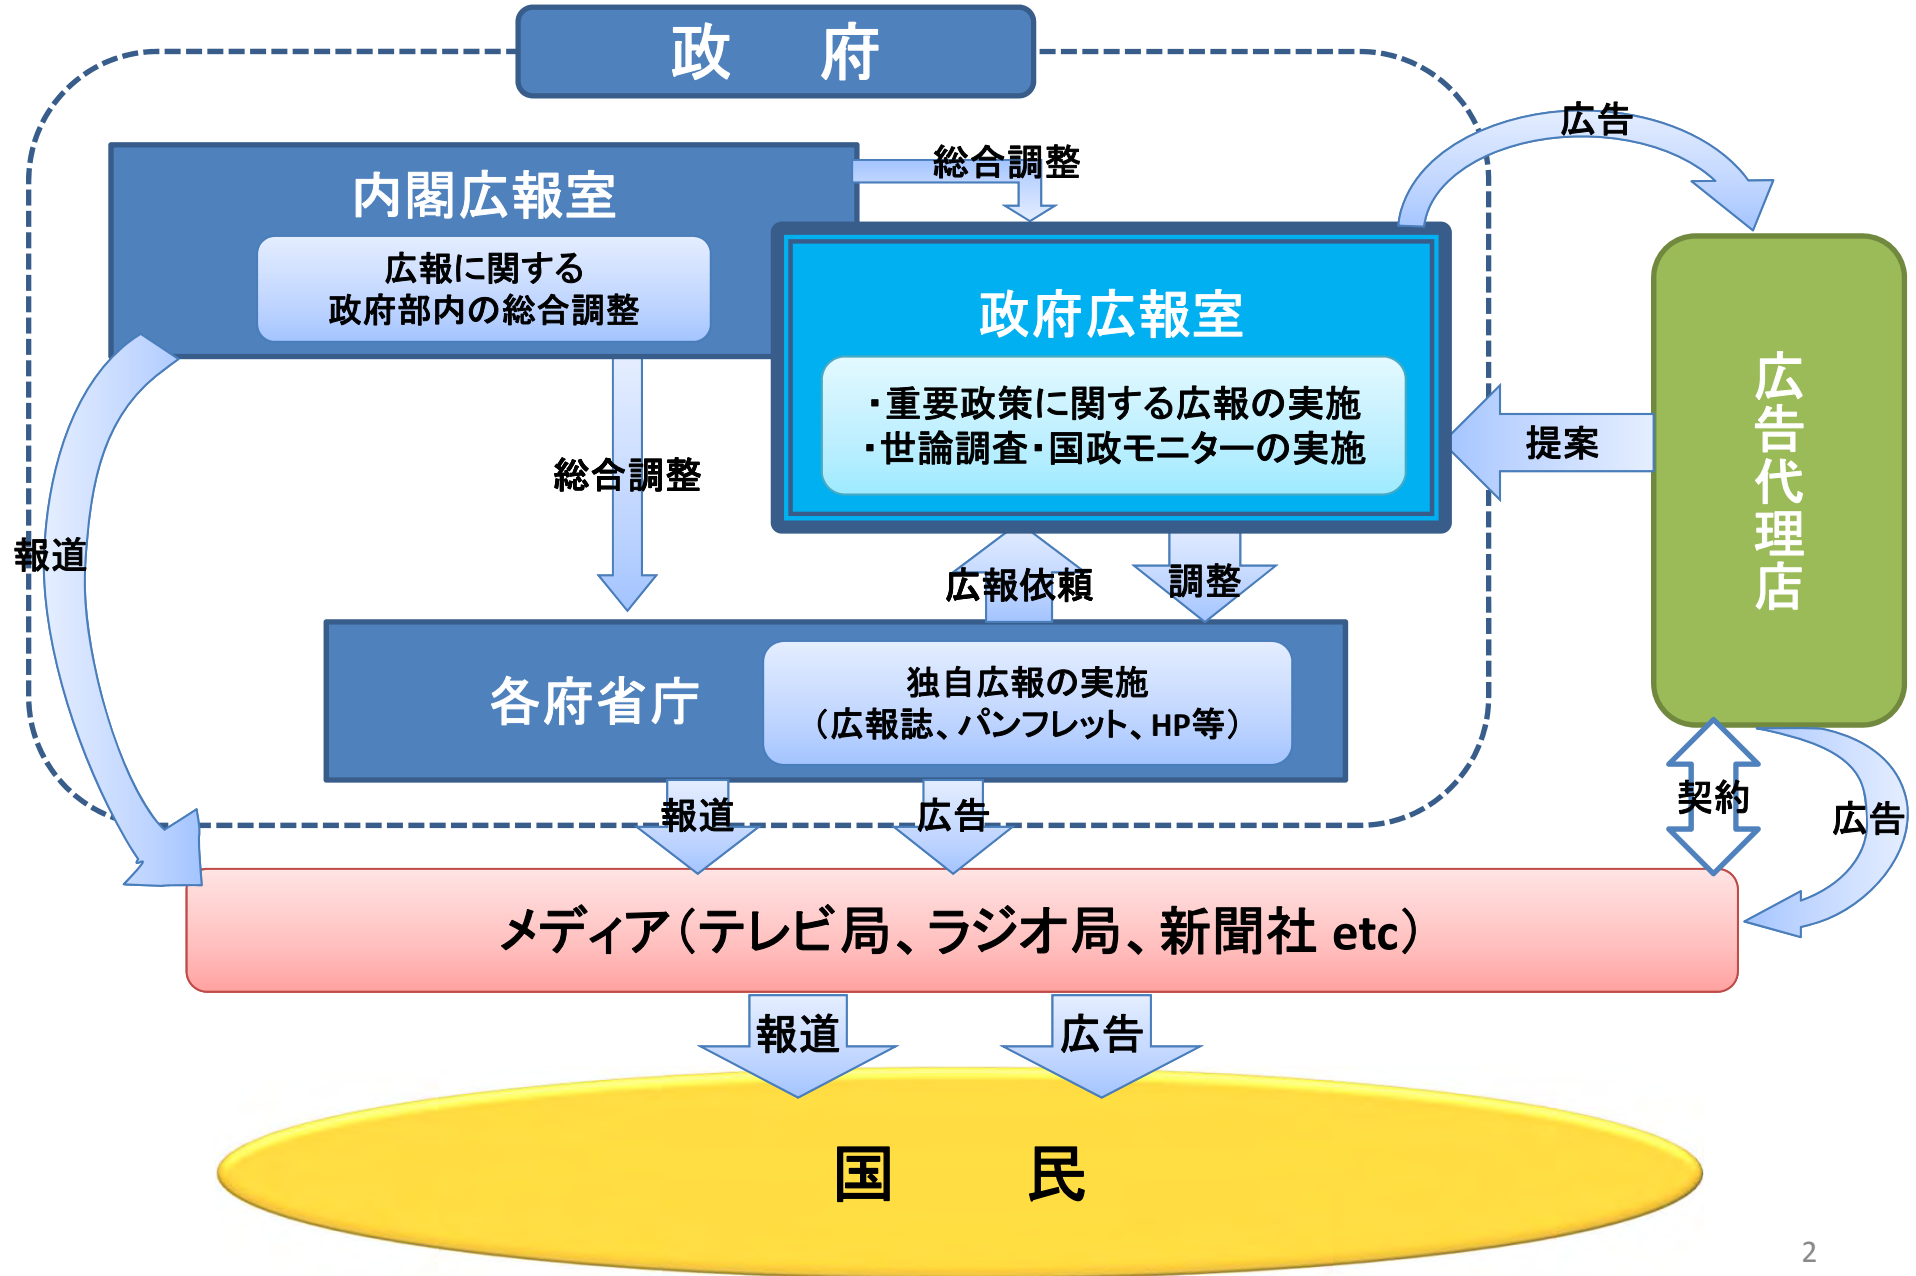 政　府
広告
総合調整
内閣広報室
広報に関する
政府部内の総合調整
政府広報室
・重要政策に関する広報の実施
・世論調査・国政モニターの実施
広告代理店
提案
総合調整
報道
広報依頼
調整
各府省庁
独自広報の実施
（広報誌、パンフレット、HP等）
報道
広告
契約
広告
メディア（テレビ局、ラジオ局、新聞社 etc）
報道
広告
国　民
2